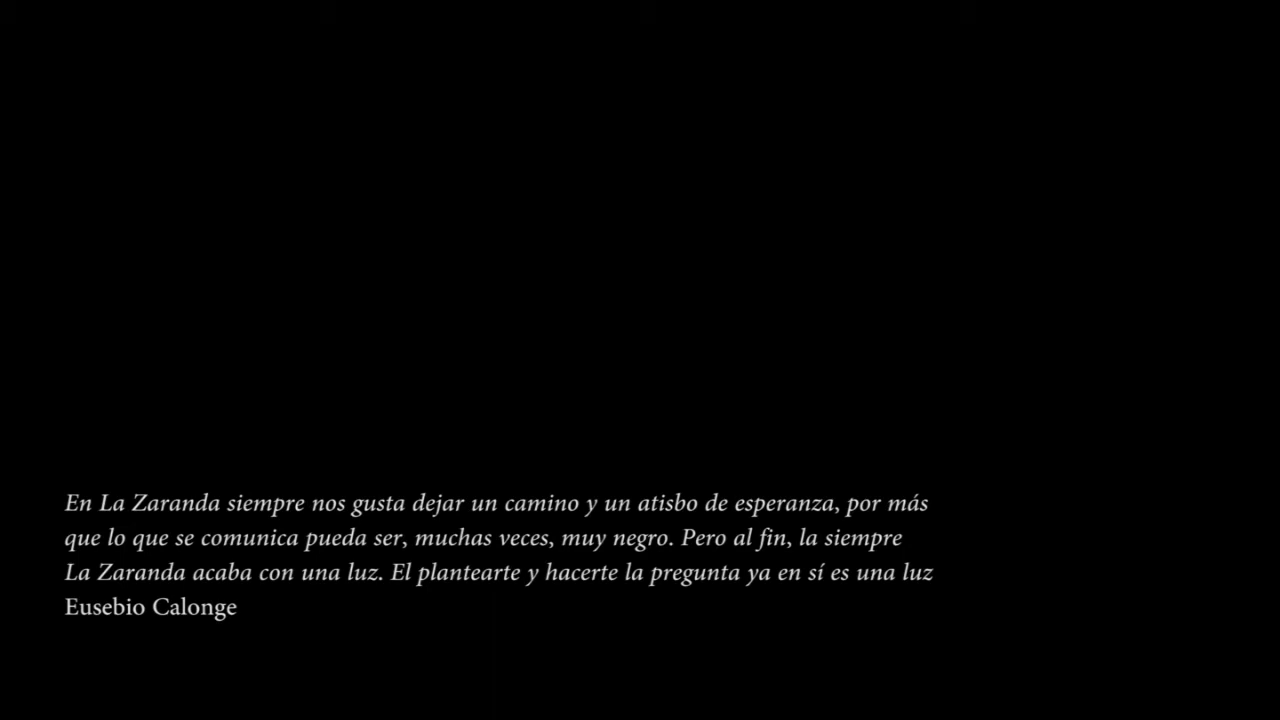 En La Zaranda siempre nos gusta dejar un camino y un atisbo de esperanza, por más
que lo que se comunica pueda ser, muchas veces, muy negro. Pero al fin, la siempre
La Zaranda acaba con una luz. El plantearte y hacerte la pregunta ya en sí es una luz
Eusebio Calonge